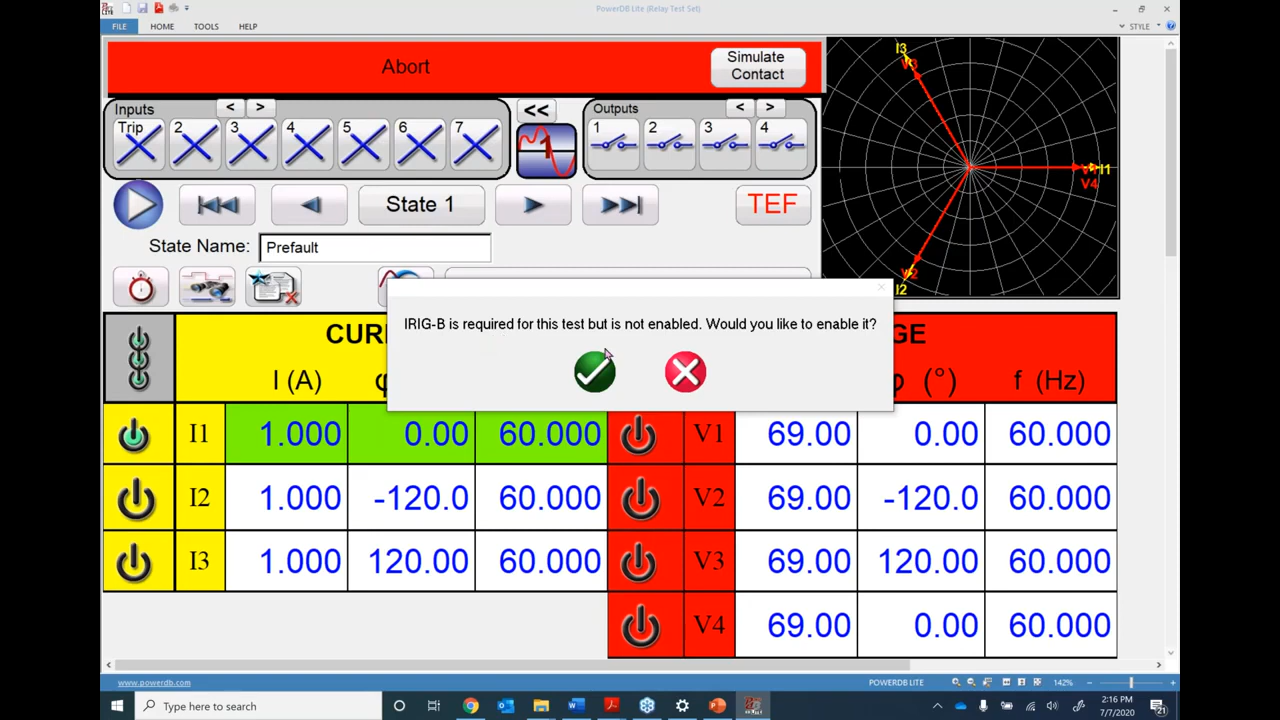 PowerDB Lite (Relay Test Set)
FILE
HOME
TOOLS
HELP
STYLE
Abort
Simulate
Contact
Inputs
<
>
<<
Outputs
<
>
Trip
2
3
4
5
6
7
1
1
2
3
4
State 1
TEF
State Name:
Prefault
I3
V3
I1
V4
V2
I2
IRIG-B is required for this test but is not enabled. Would you like to enable it?
CURI
GE
I (A)
φ
φ (°)
f (Hz)
I1
1.000
0.00
60.000
V1
69.00
0.00
60.000
I2
1.000
-120.0
60.000
V2
69.00
-120.0
60.000
I3
1.000
120.00
60.000
V3
69.00
120.00
60.000
V4
69.00
0.00
60.000
www.powerdb.com
POWERDB LITE
142%
Type here to search
2:16 PM
7/7/2020
21